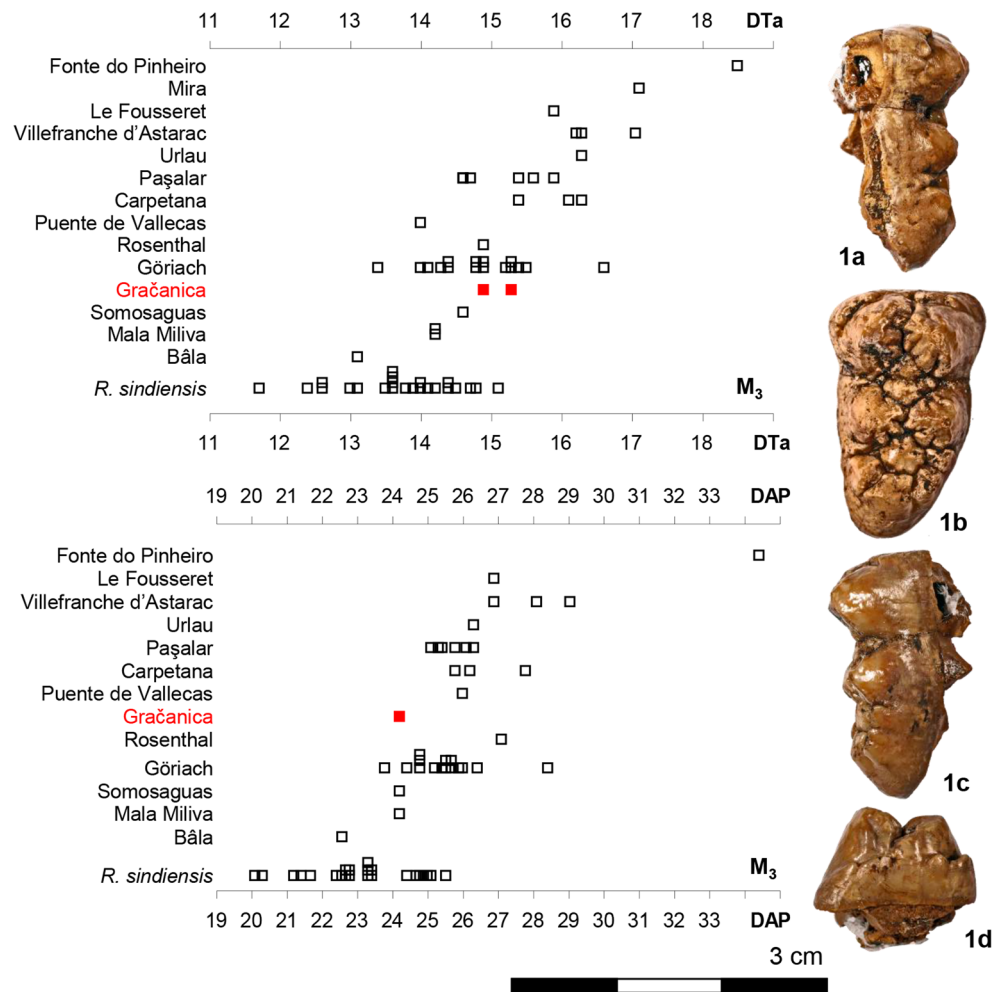 11 12 13 14 15 16 17 18 DTa
Fonte do Pinheiro
Mira
Le Fousseret
Villefranche d'Astarac
Urlau
Paşalar
Carpetana
Puente de Vallecas
Rosenthal
Göriach
Gračanica
Somosaguas
Mala Miliva
Bâla
R. sindiensis M3
11 12 13 14 15 16 17 18 DTa
19 20 21 22 23 24 25 26 27 28 29 30 31 32 33 DAP
Fonte do Pinheiro
Le Fousseret
Villefranche d'Astarac
Urlau
Paşalar
Carpetana
Puente de Vallecas
Gračanica
Rosenthal
Göriach
Somosaguas
Mala Miliva
Bâla
R. sindiensis M3
19 20 21 22 23 24 25 26 27 28 29 30 31 32 33 DAP
1a
1b
1c
1d
3 cm